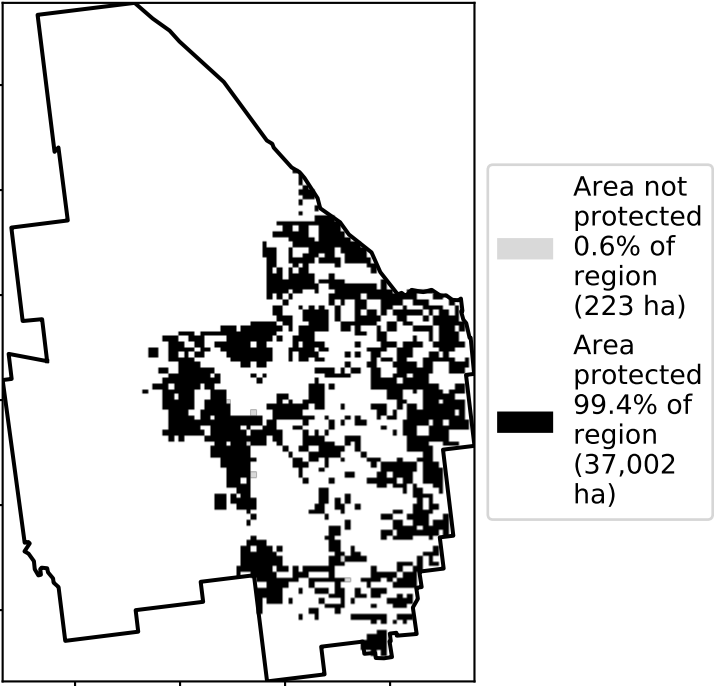 Area not
protected
0.6% of
region
(223 ha)
Area
protected
99.4% of
region
(37,002
ha)